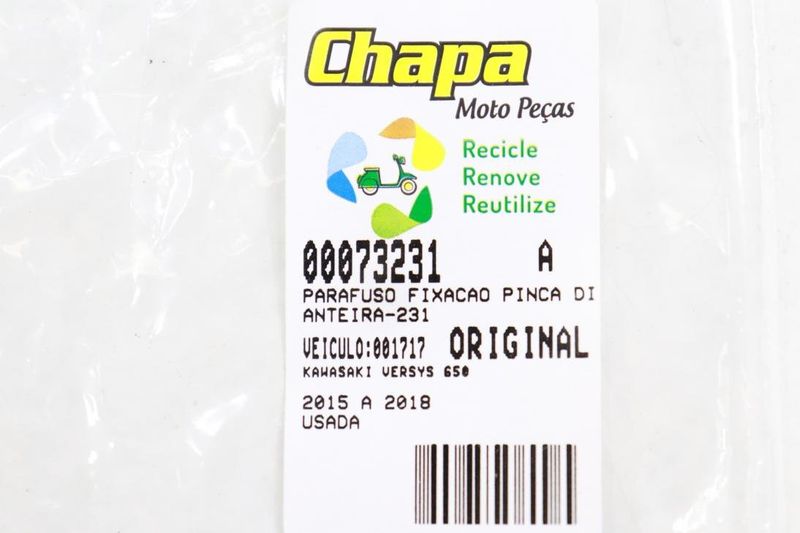 Chapa
Moto Peças
Recicle
Renove
Reutilize
00073231 A
PARAFUSO FIXACAO PINCA DI
ANTEIRA-231
VEICULO:001717 ORIGINAL
KAWASAKI VERSYS 650
2015 A 2018
USADA